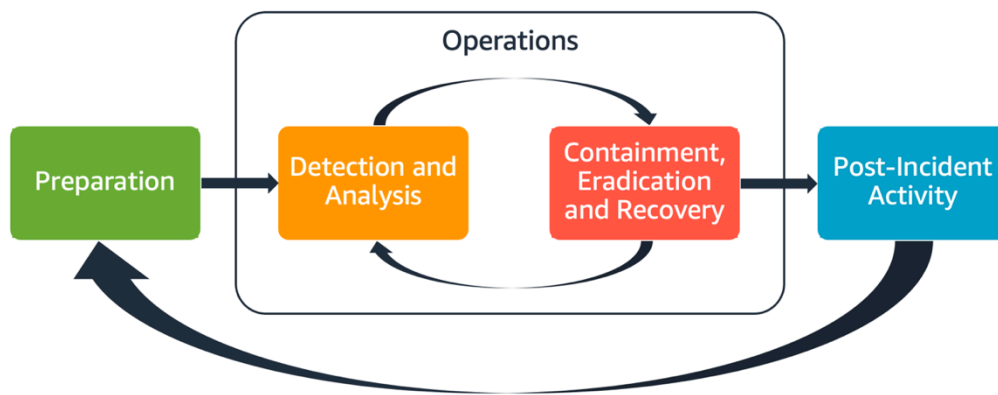 Operations
Preparation
Detection and
Analysis
Containment,
Eradication
and Recovery
Post-Incident
Activity